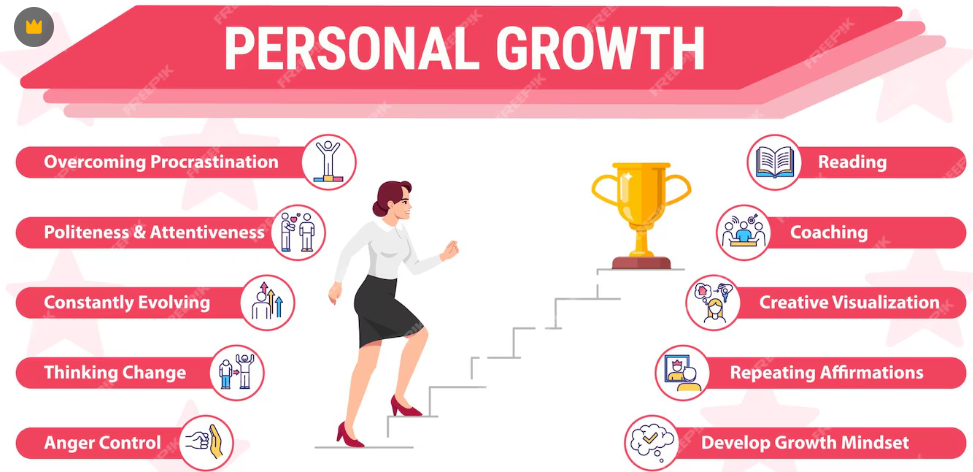 PERSONAL GROWTH
Overcoming Procrastination
Politeness & Attentiveness
Constantly Evolving
Thinking Change
Anger Control
Reading
Coaching
Creative Visualization
Repeating Affirmations
Develop Growth Mindset
FREEPIK